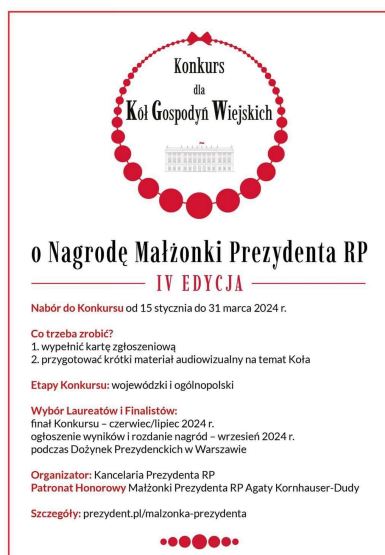 Konkurs
dla
Kół Gospodyń Wiejskich
o Nagrodę Małżonki Prezydenta RP
IV EDYCJA
Nabór do Konkursu od 15 stycznia do 31 marca 2024 r.
Co trzeba zrobić?
1. wypełnić kartę zgłoszeniową
2. przygotować krótki materiał audiowizualny na temat Koła
Etapy Konkursu: wojewódzki i ogólnopolski
Wybór Laureatów i Finalistów:
finał Konkursu – czerwiec/lipiec 2024 r.
ogłoszenie wyników i rozdanie nagród – wrzesień 2024 r.
podczas Dożynek Prezydenckich w Warszawie
Organizator: Kancelaria Prezydenta RP
Patronat Honorowy Małżonki Prezydenta RP Agaty Kornhauser-Dudy
Szczegóły: prezydent.pl/malzonka-prezydenta